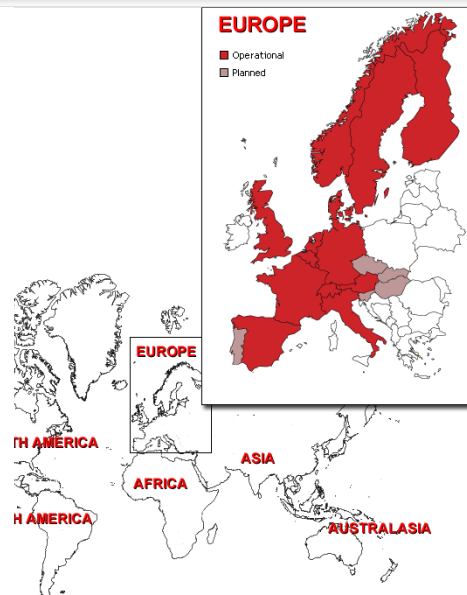 EUROPE
Operational
Planned
EUROPE
TH AMERICA
ASIA
AFRICA
H AMERICA
AUSTRALASIA